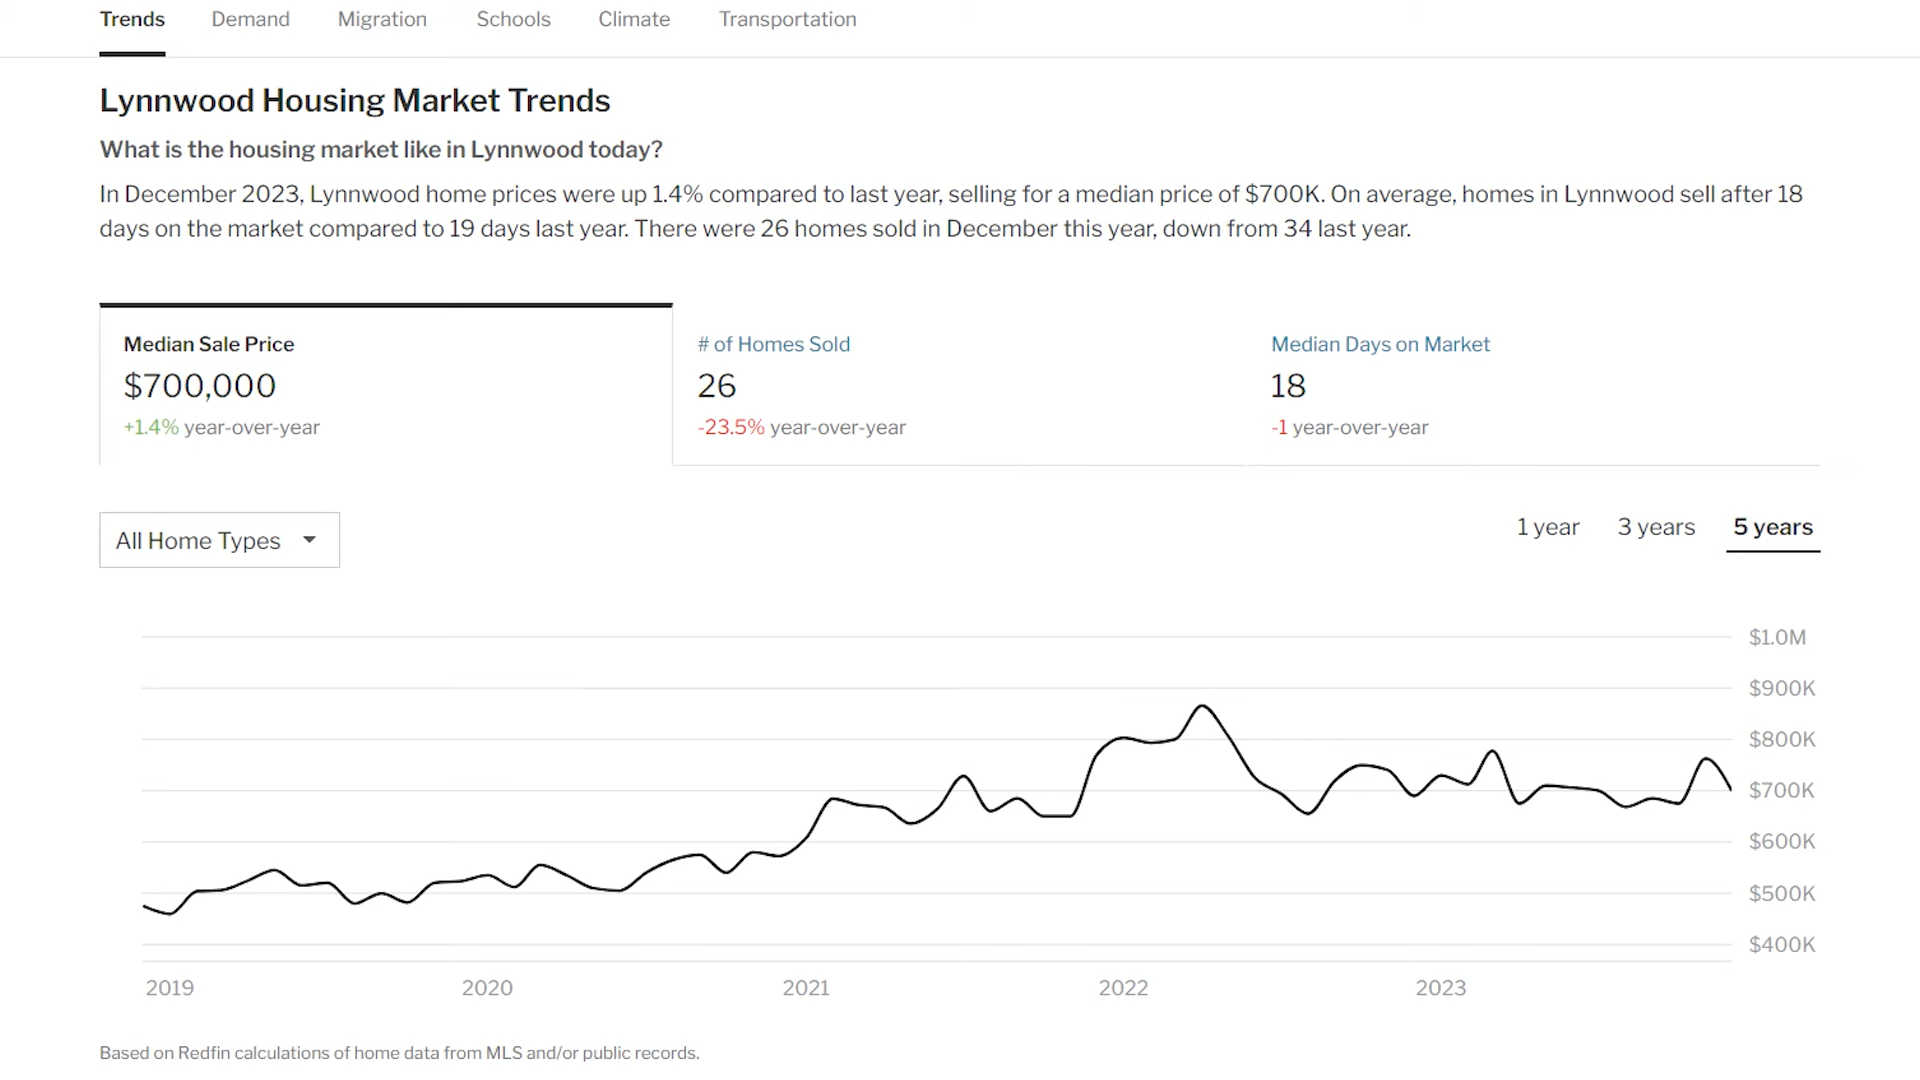 Trends Demand Migration Schools Climate Transportation
Lynnwood Housing Market Trends
What is the housing market like in Lynnwood today?
In December 2023, Lynnwood home prices were up 1.4% compared to last year, selling for a median price of $700K. On average, homes in Lynnwood sell after 18
days on the market compared to 19 days last year. There were 26 homes sold in December this year, down from 34 last year.
Median Sale Price
$700,000
+1.4% year-over-year
# of Homes Sold
26
-23.5% year-over-year
Median Days on Market
18
-1 year-over-year
All Home Types
1 year 3 years 5 years
$1.0M
$900K
$800K
$700K
$600K
$500K
$400K
2019 2020 2021 2022 2023
Based on Redfin calculations of home data from MLS and/or public records.